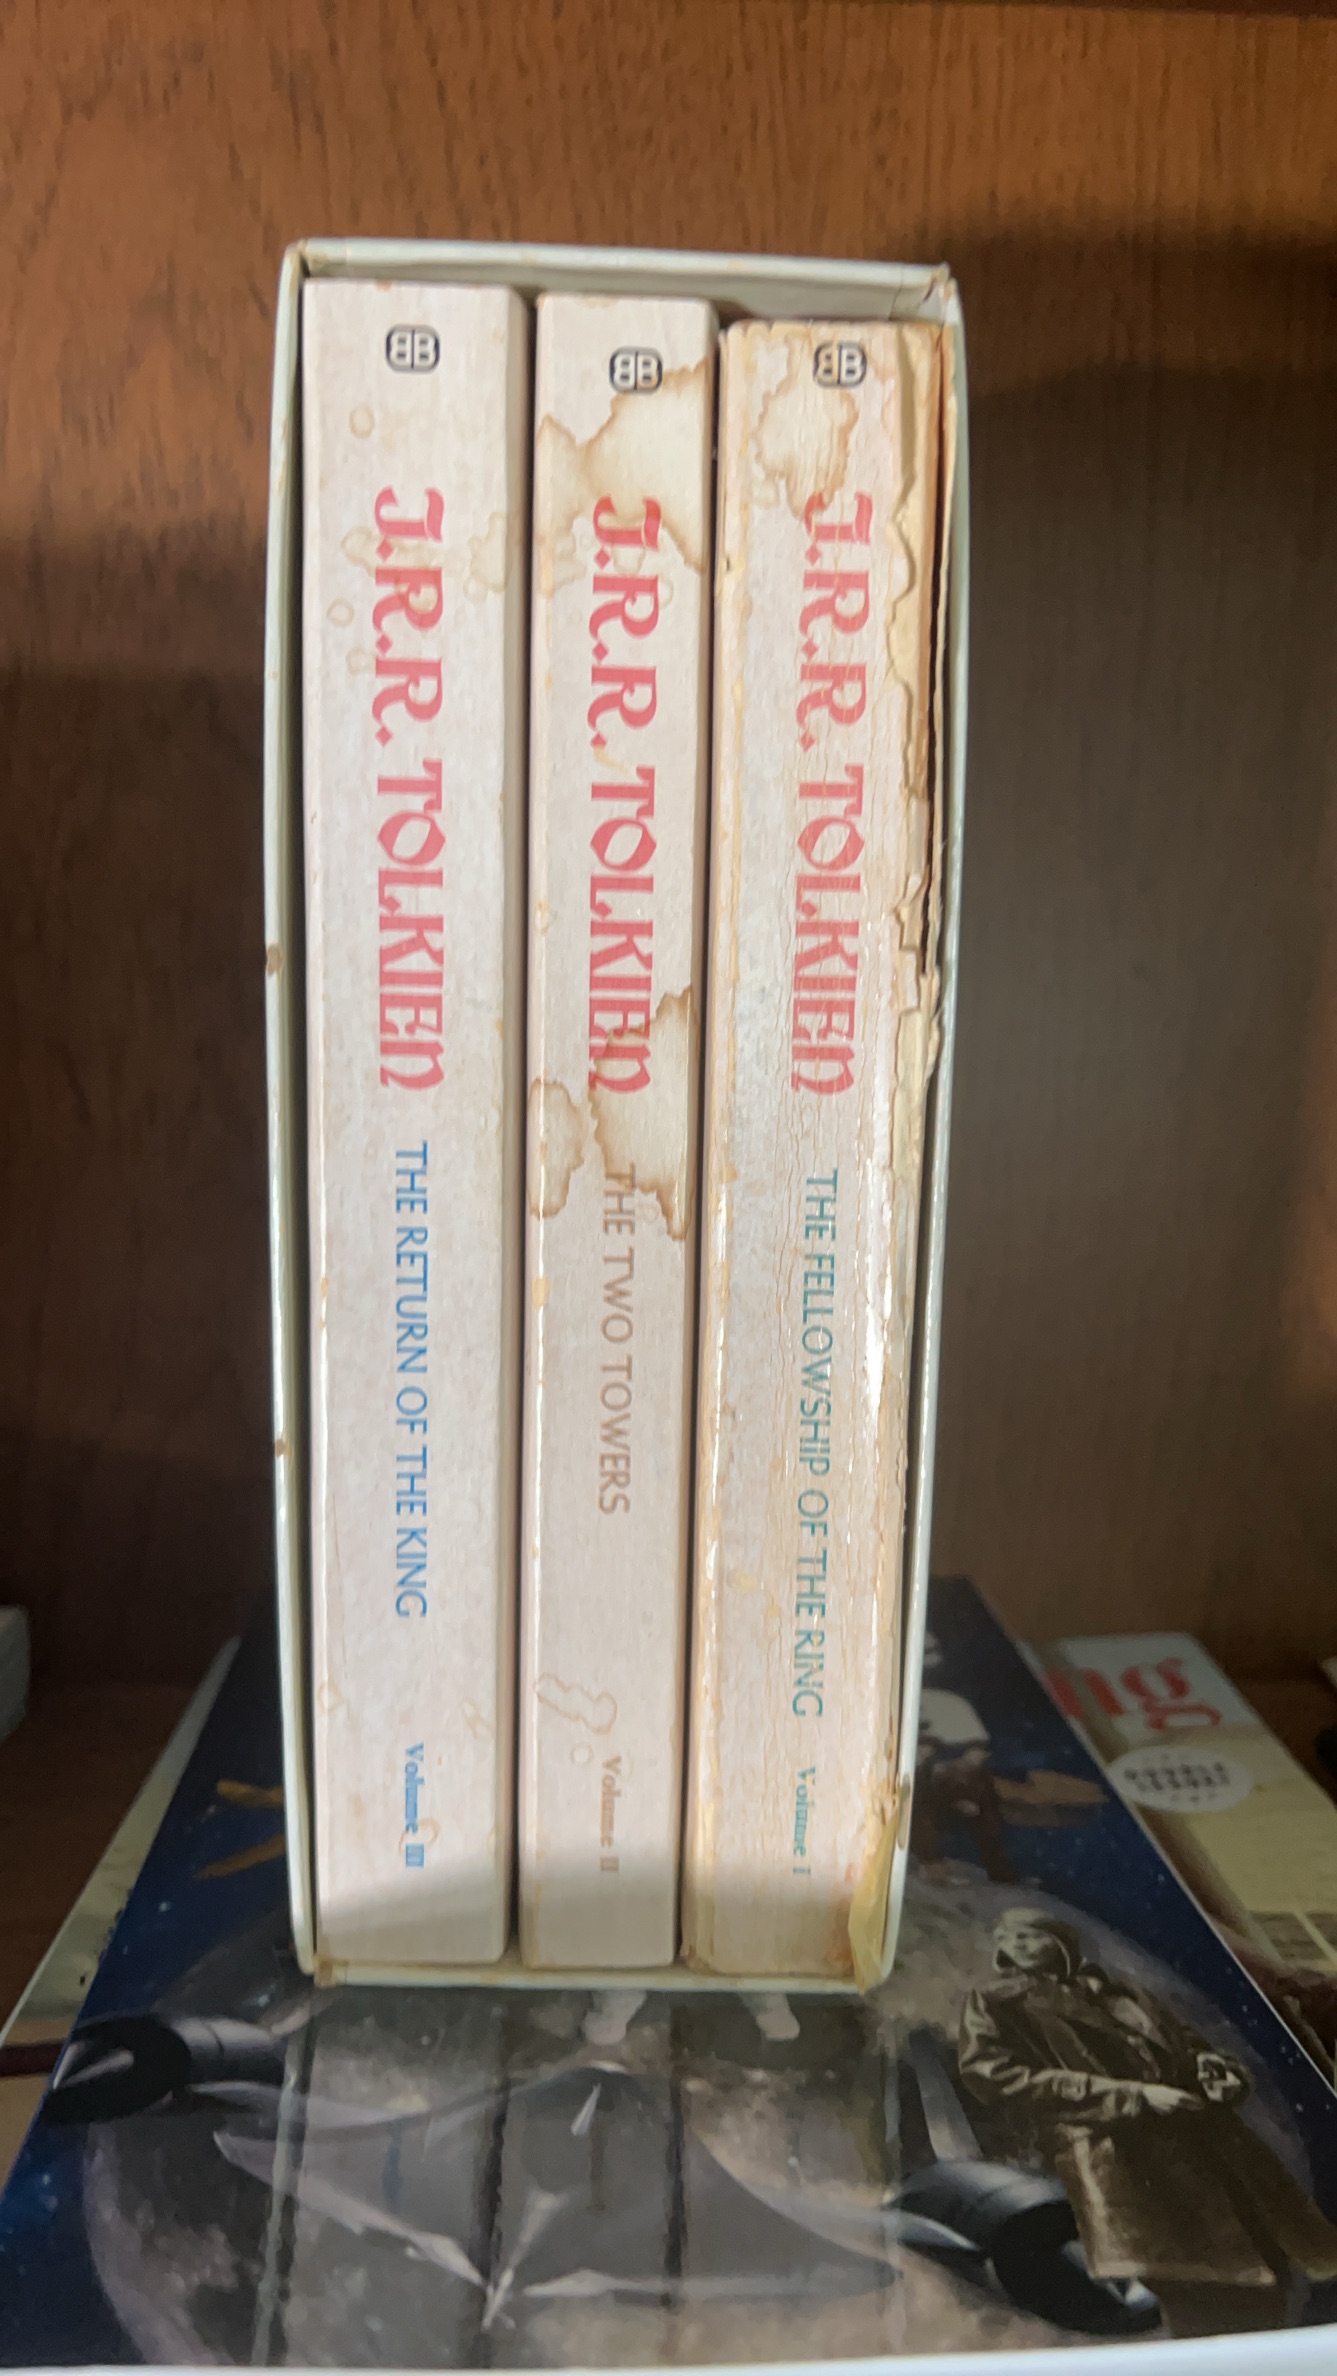 BB
J.R.R. TOLKIEN THE RETURN OF THE KING Volume III
BB
J.R.R. TOLKIEN THE TWO TOWERS Volume II
BB
J.R.R. TOLKIEN THE FELLOWSHIP OF THE RING Volume I